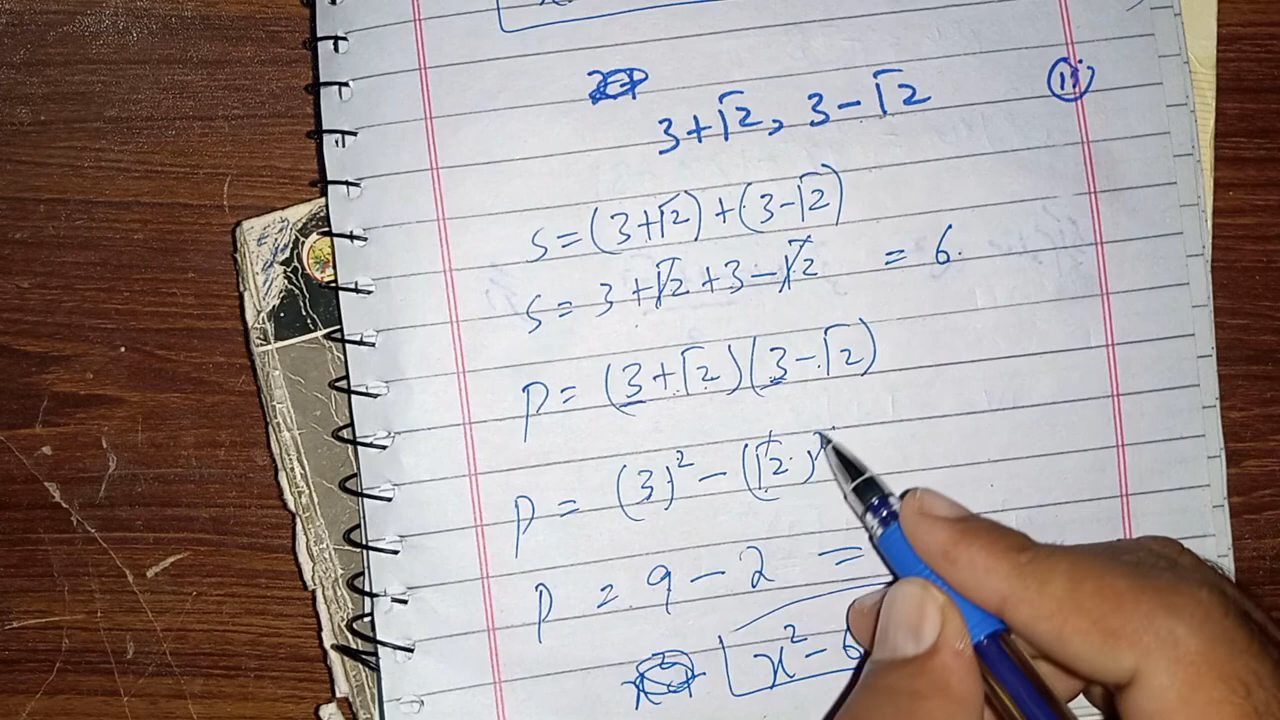 3+√2, 3-√2
S = (3+√2)+(3-√2)
S = 3+√2+3-√2 = 6.
P = (3+√2)(3-√2)
P = (3)² - (√2)²
P = 9-2 =
x² - 6